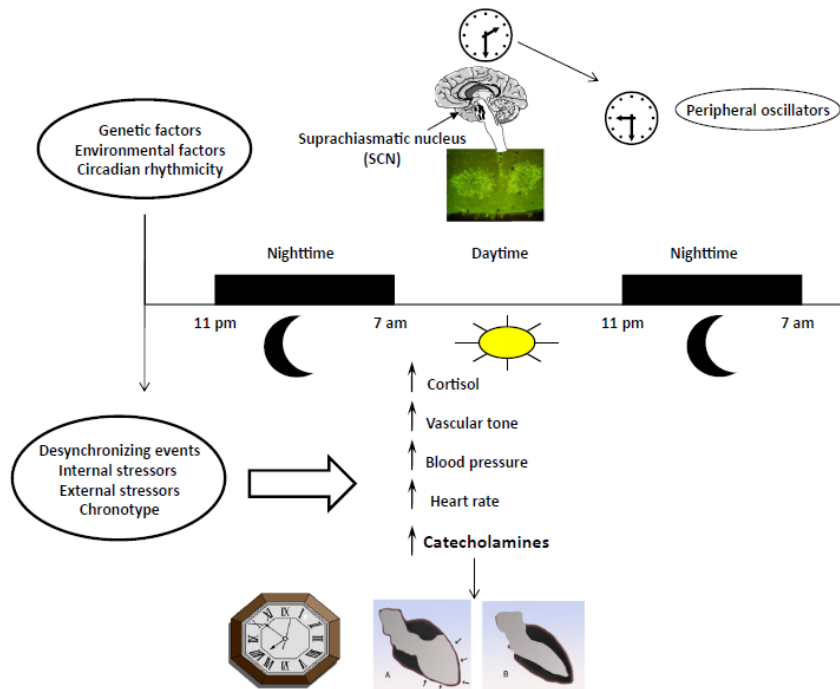 Genetic factors
Environmental factors
Circadian rhythmicity
Suprachiasmatic nucleus
(SCN)
Peripheral oscillators
Nighttime
Daytime
Nighttime
11 pm
7 am
11 pm
7 am
Cortisol
Vascular tone
Blood pressure
Heart rate
Catecholamines
Desynchronizing events
Internal stressors
External stressors
Chronotype
A
B